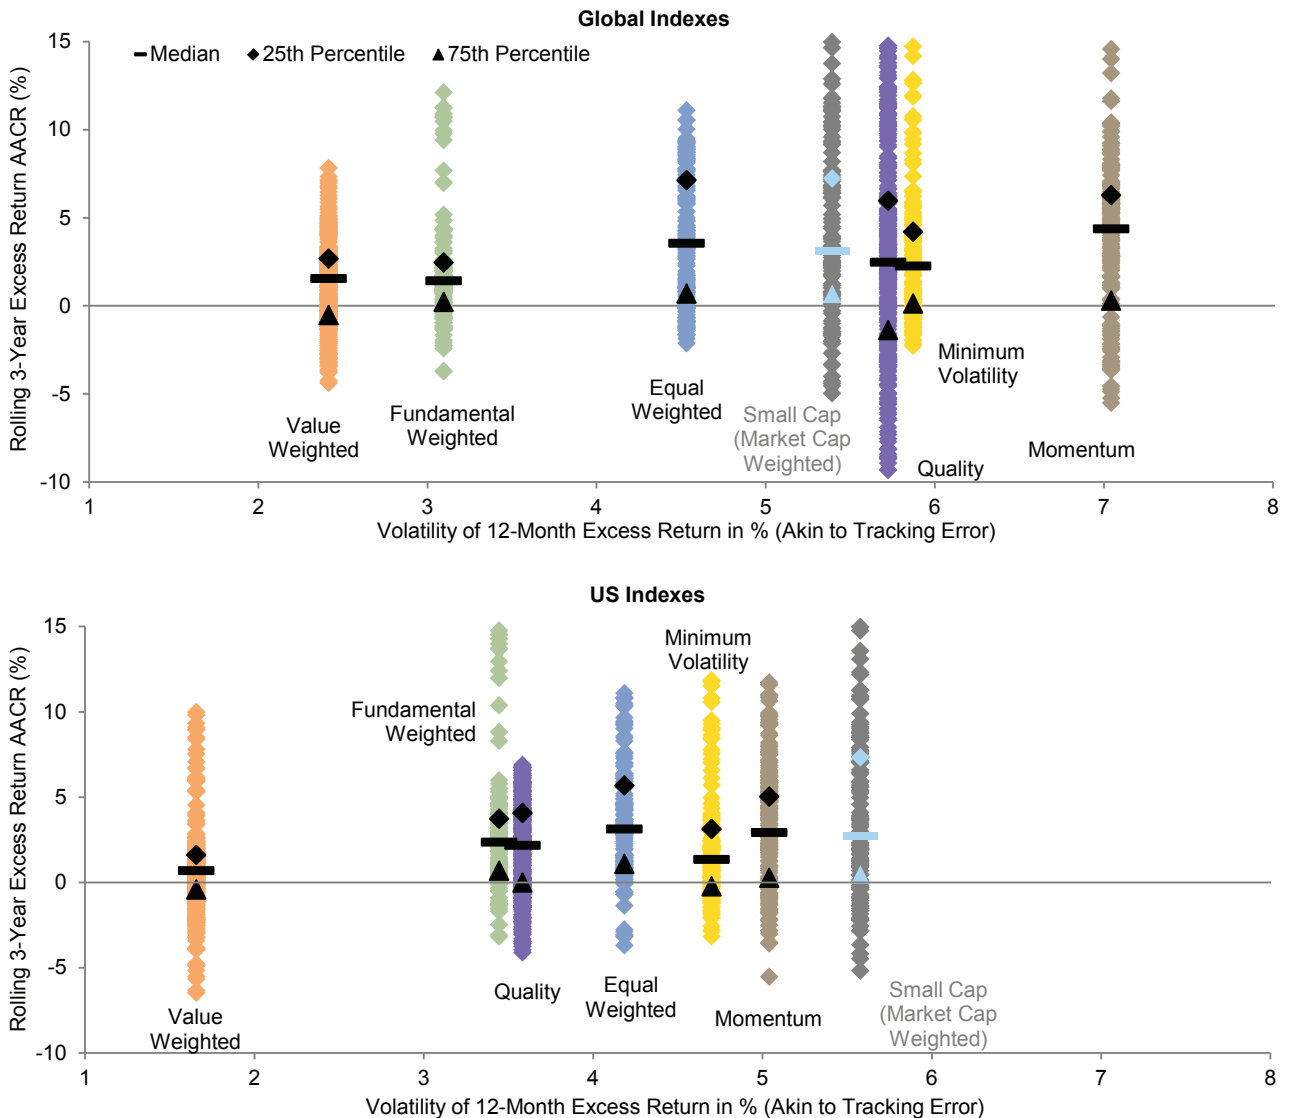 Global Indexes
Median
25th Percentile
75th Percentile
Rolling 3-Year Excess Return AACR (%)
15
10
5
0
-5
-10
Value
Weighted
Fundamental
Weighted
Equal
Weighted
Small Cap
(Market Cap
Weighted)
Quality
Minimum
Volatility
Momentum
1
2
3
4
5
6
7
8
Volatility of 12-Month Excess Return in % (Akin to Tracking Error)
US Indexes
Rolling 3-Year Excess Return AACR (%)
15
10
5
0
-5
-10
Value
Weighted
Fundamental
Weighted
Quality
Equal
Weighted
Minimum
Volatility
Momentum
Small Cap
(Market Cap
Weighted)
1
2
3
4
5
6
7
8
Volatility of 12-Month Excess Return in % (Akin to Tracking Error)